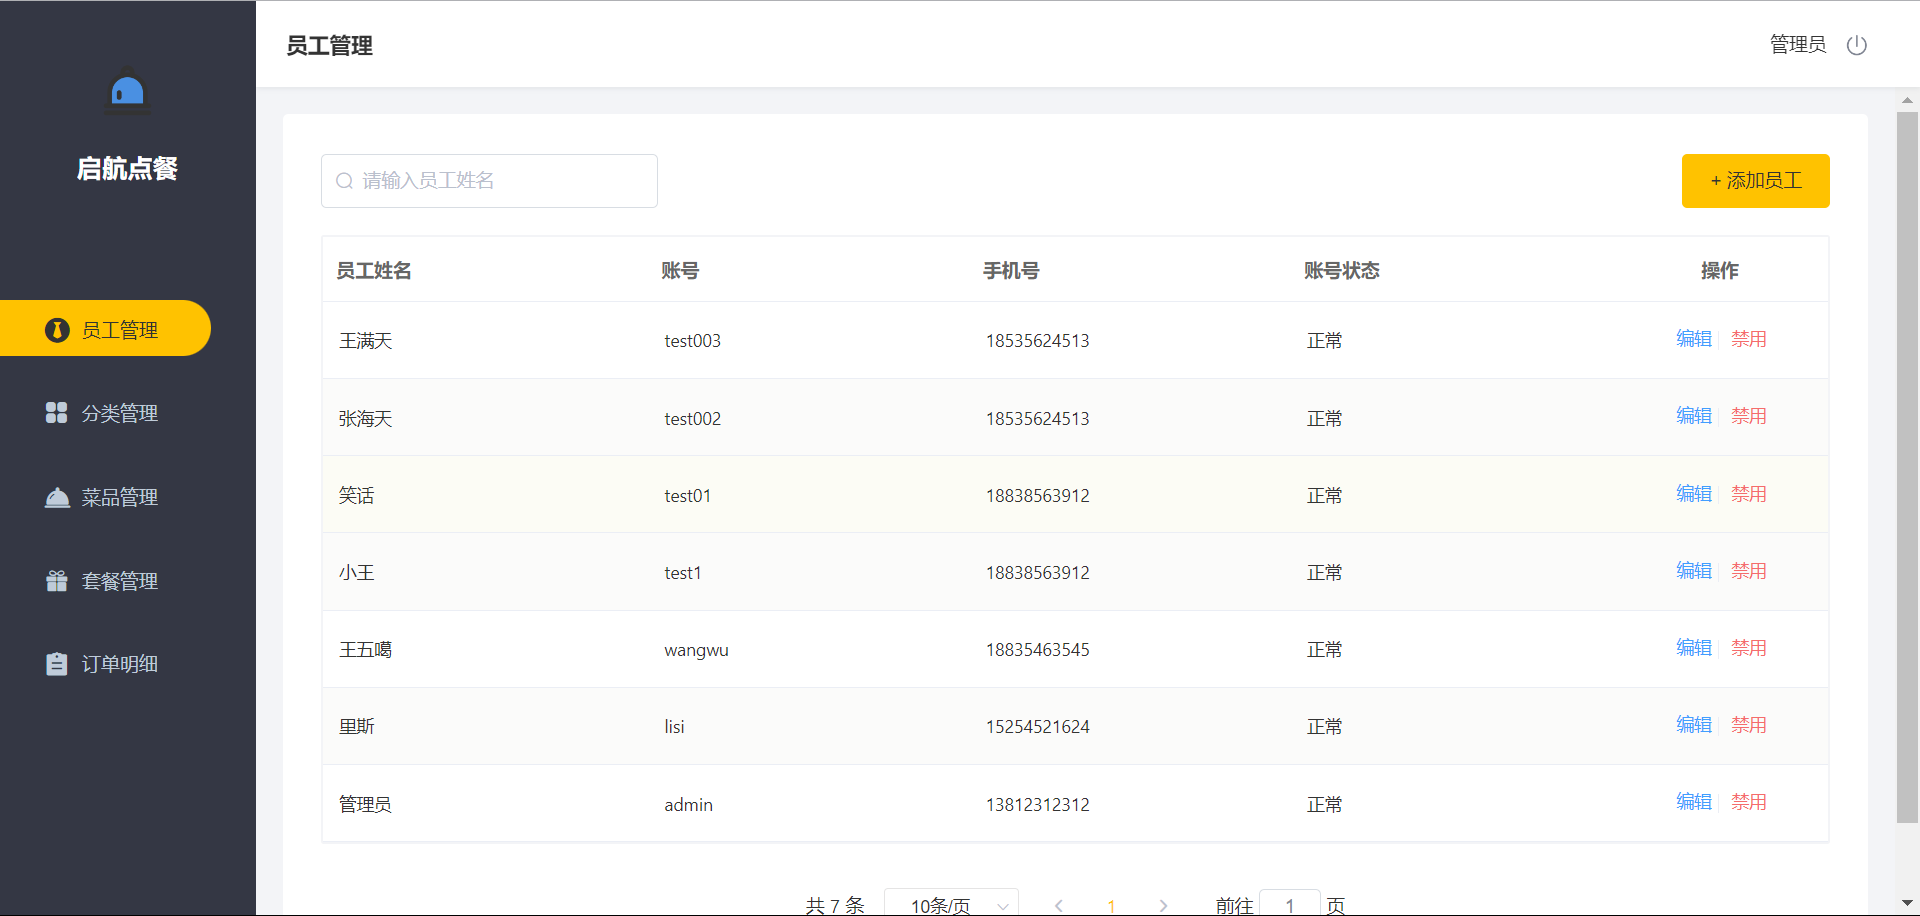 员工管理
管理员
启航点餐
请输入员工姓名
+ 添加员工
员工管理
分类管理
菜品管理
套餐管理
订单明细
员工姓名 账号 手机号 账号状态 操作
王满天 test003 18535624513 正常 编辑 禁用
张海天 test002 18535624513 正常 编辑 禁用
笑话 test01 18838563912 正常 编辑 禁用
小王 test1 18838563912 正常 编辑 禁用
王五噶 wangwu 18835463545 正常 编辑 禁用
里斯 lisi 15254521624 正常 编辑 禁用
管理员 admin 13812312312 正常 编辑 禁用
共 7 条 10条/页 1 前往 1 页